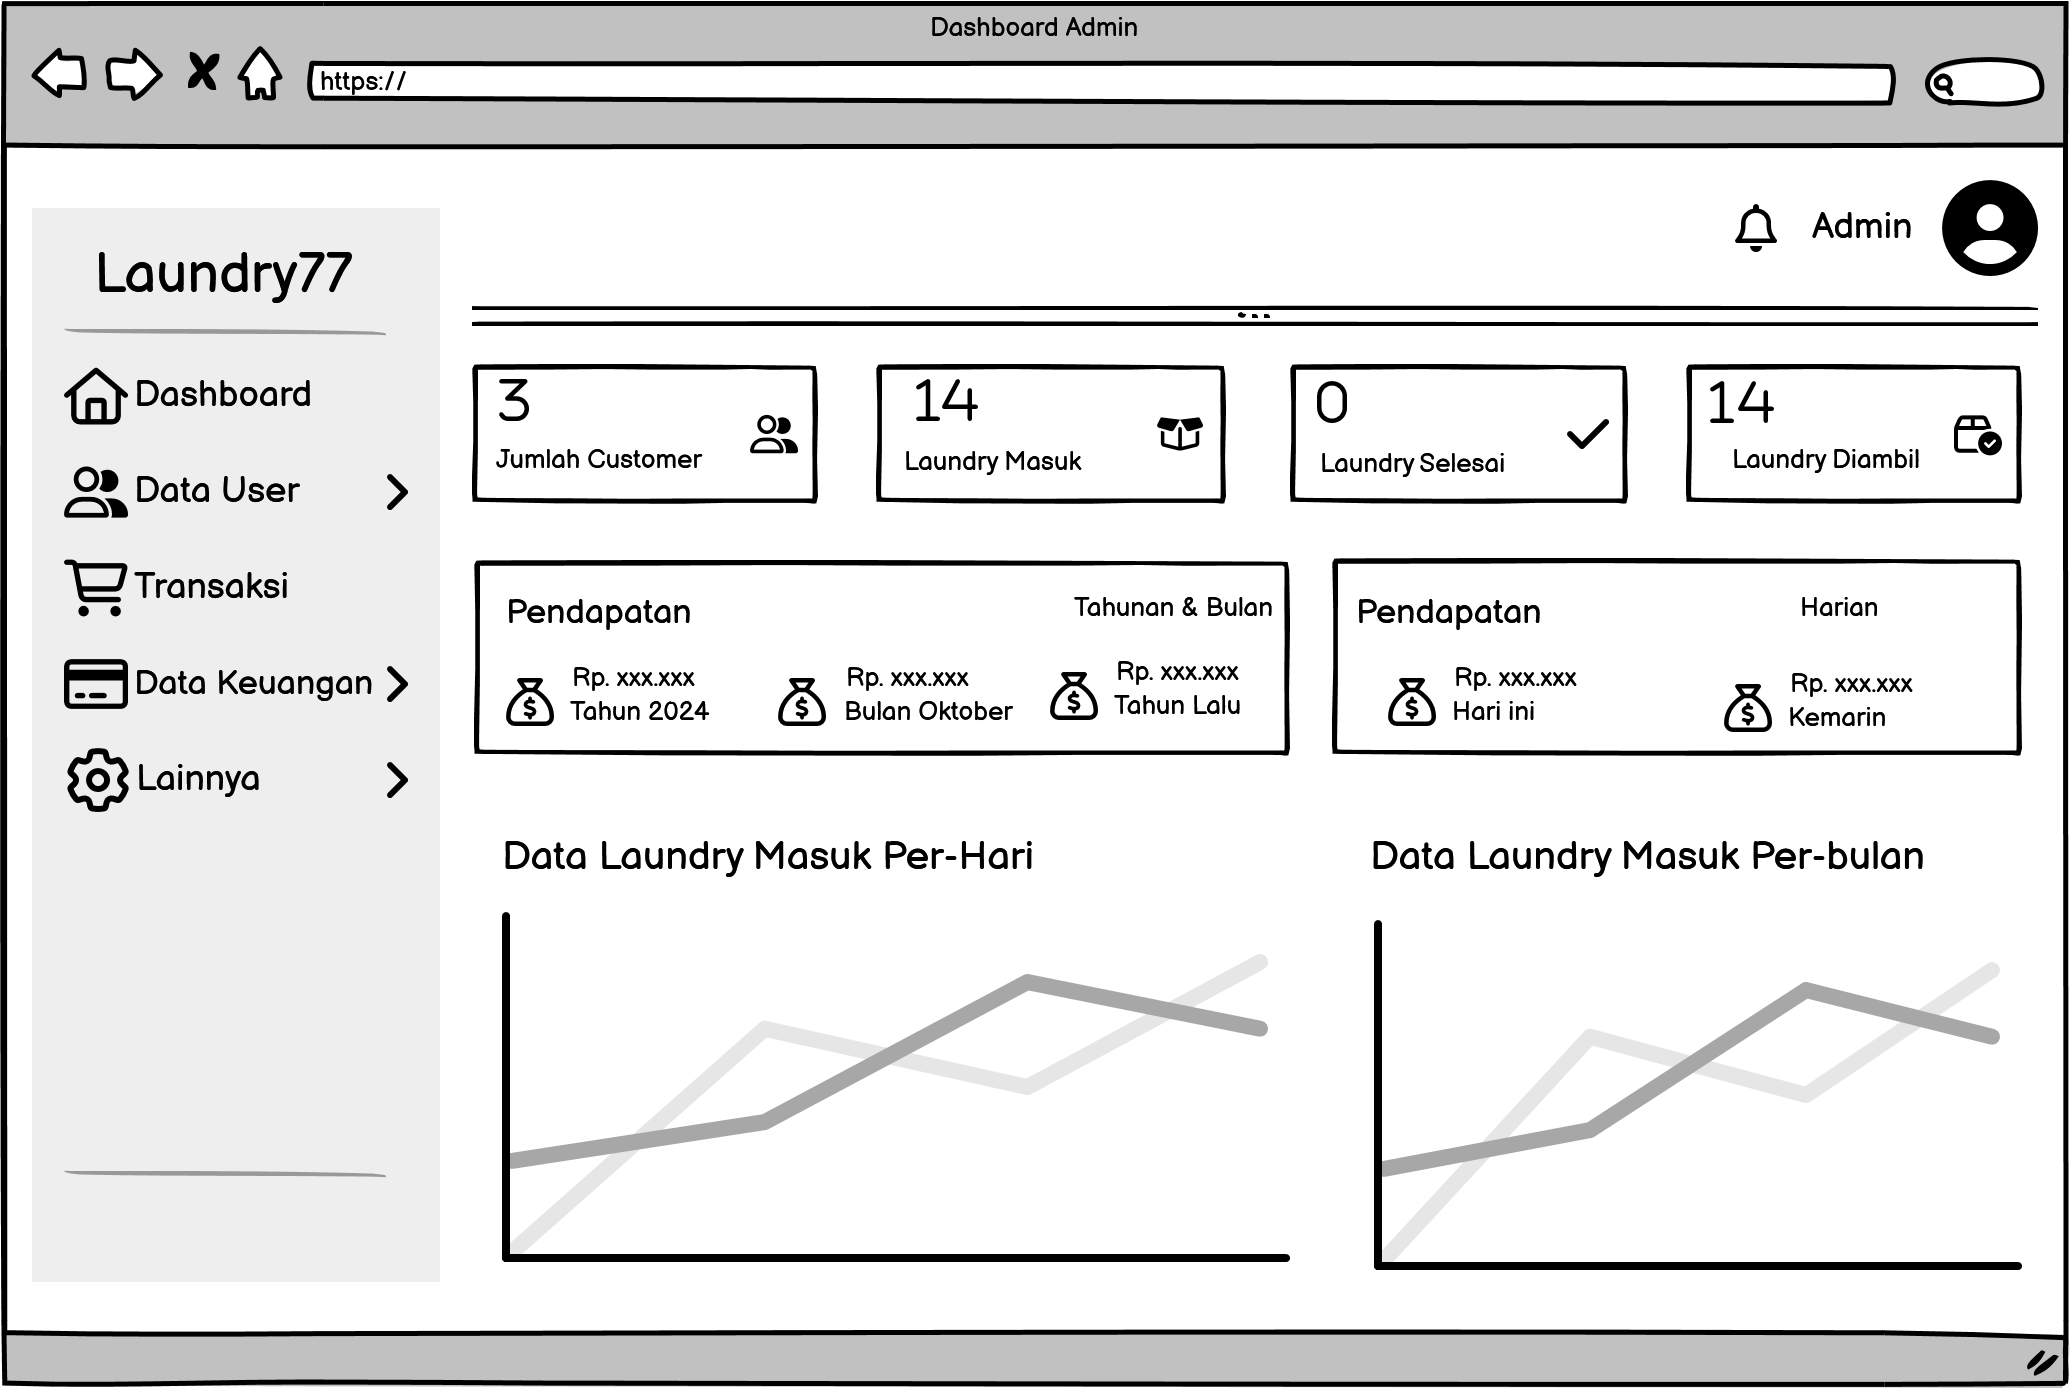 Dashboard Admin
https://
Admin
Laundry77
Dashboard
Data User
Transaksi
Data Keuangan
Lainnya
3
Jumlah Customer
14
Laundry Masuk
0
Laundry Selesai
14
Laundry Diambil
Pendapatan
Tahunan & Bulan
Rp. xxx.xxx
Tahun 2024
Rp. xxx.xxx
Bulan Oktober
Rp. xxx.xxx
Tahun Lalu
Pendapatan
Harian
Rp. xxx.xxx
Hari ini
Rp. xxx.xxx
Kemarin
Data Laundry Masuk Per-Hari
Data Laundry Masuk Per-bulan